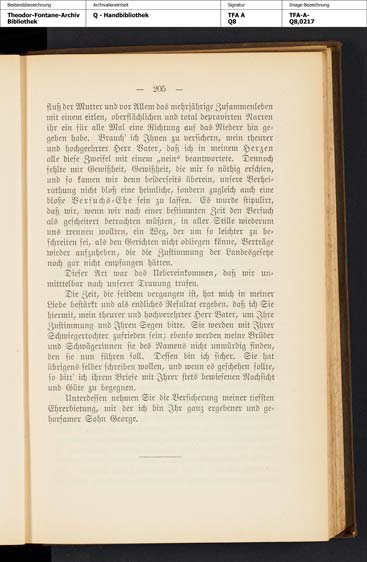 Bestandsbezeichnung
Theodor-Fontane-Archiv
Bibliothek
Archivalieneinheit
Q - Handbibliothek
Signatur
TFA A
Q8
Image-Bezeichnung
TFA-A-
Q8,0217
— 205 —
fluß der Mutter und vor Allem das mehrjährige Zusammenleben
mit einem eitlen, oberflächlichen und total depravirten Narren
ihr ein für alle Mal eine Richtung auf das Niedere hin ge-
geben habe. Brauch' ich Ihnen zu versichern, mein theurer
und hochgeehrter Herr Vater, daß ich in meinem Herzen
alle diese Zweifel mit einem „nein“ beantwortete. Dennoch
fehlte mir Gewißheit, Gewißheit, die mir so nöthig erschien,
und so kamen wir denn beiderseits überein, unsere Verhei-
rathung nicht bloß eine heimliche, sondern zugleich auch eine
bloße Versuchs-Ehe sein zu lassen. Es wurde stipulirt,
daß wir, wenn wir nach einer bestimmten Zeit den Versuch
als gescheitert betrachten müßten, in aller Stille wiederum
uns trennen wollten, ein Weg, der um so leichter zu be-
schreiten sei, als den Gerichten nicht obliegen könne, Verträge
wieder aufzuheben, die die Zustimmung der Landesgesetze
noch gar nicht empfangen hätten.
Dieser Art war das Uebereinkommen, daß wir un-
mittelbar nach unserer Trauung trafen.
Die Zeit, die seitdem vergangen ist, hat mich in meiner
Liebe bestärkt und als endliches Resultat ergeben, daß ich Sie
hiermit, mein theurer und hochverehrter Herr Vater, um Ihre
Zustimmung und Ihren Segen bitte. Sie werden mit Ihrer
Schwiegertochter zufrieden sein; ebenso werden meine Brüder
und Schwägerinnen sie des Namens nicht unwürdig finden,
den sie nun führen soll. Dessen bin ich sicher. Sie hat
übrigens selber schreiben wollen, und wenn es geschehen sollte,
so bitt' ich ihrem Briefe mit Ihrer stets bewiesenen Nachsicht
und Güte zu begegnen.
Unterdessen nehmen Sie die Versicherung meiner tiefsten
Ehrerbietung, mit der ich bin Ihr ganz ergebener und ge-
horsamer Sohn George.